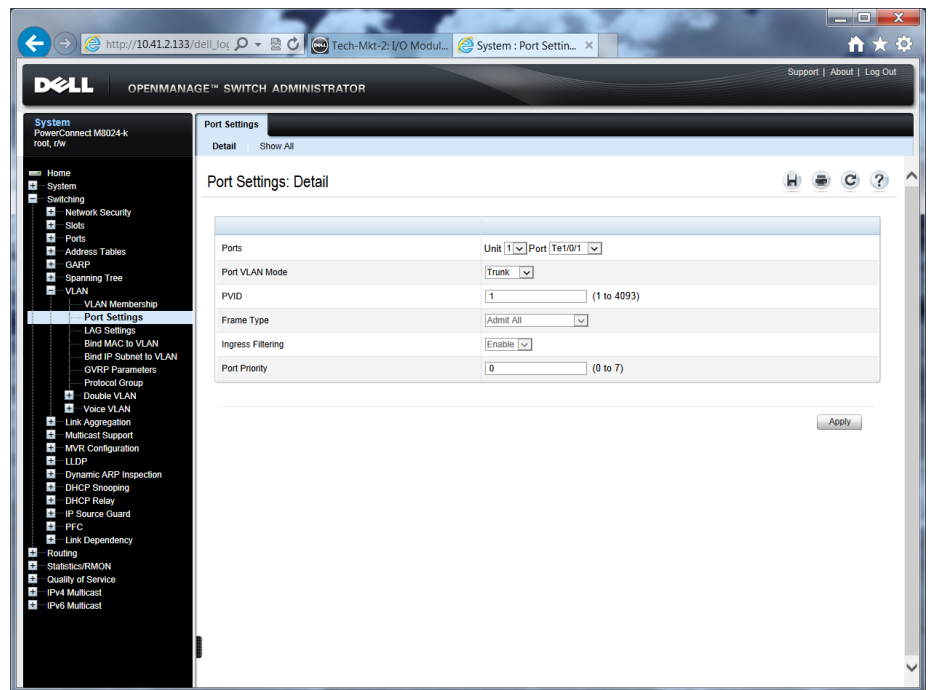 http://10.41.2.133/dell_log
Tech-Mkt-2: I/O Modul...
System : Port Settin...
DELL OPENMANAGE™ SWITCH ADMINISTRATOR
Support | About | Log Out
System
PowerConnect M8024-k
root, r/w
Port Settings
Detail Show All
Home
System
Switching
Network Security
Slots
Ports
Address Tables
GARP
Spanning Tree
VLAN
VLAN Membership
Port Settings
LAG Settings
Bind MAC to VLAN
Bind IP Subnet to VLAN
GVRP Parameters
Protocol Group
Double VLAN
Voice VLAN
Link Aggregation
Multicast Support
MVR Configuration
LLDP
Dynamic ARP Inspection
DHCP Snooping
DHCP Relay
IP Source Guard
PFC
Link Dependency
Routing
Statistics/RMON
Quality of Service
IPv4 Multicast
IPv6 Multicast
Port Settings: Detail
Ports Unit 1 Port Te1/0/1
Port VLAN Mode Trunk
PVID 1 (1 to 4093)
Frame Type Admit All
Ingress Filtering Enable
Port Priority 0 (0 to 7)
Apply